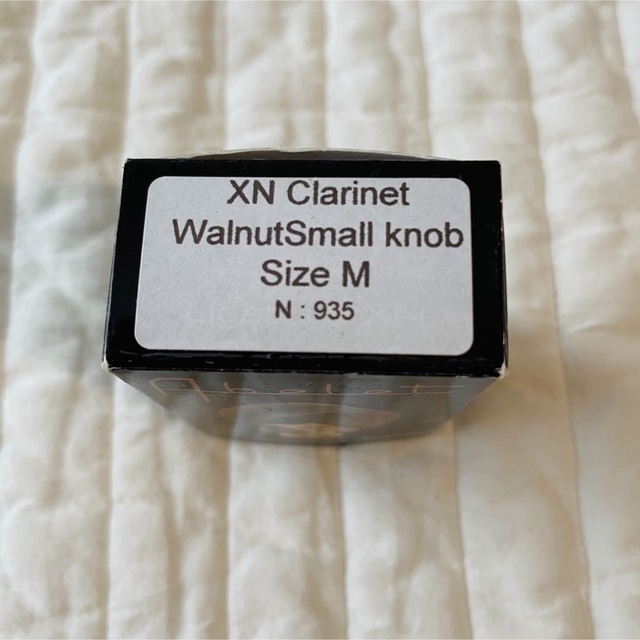 XN Clarinet
WalnutSmall knob
Size M
N : 935